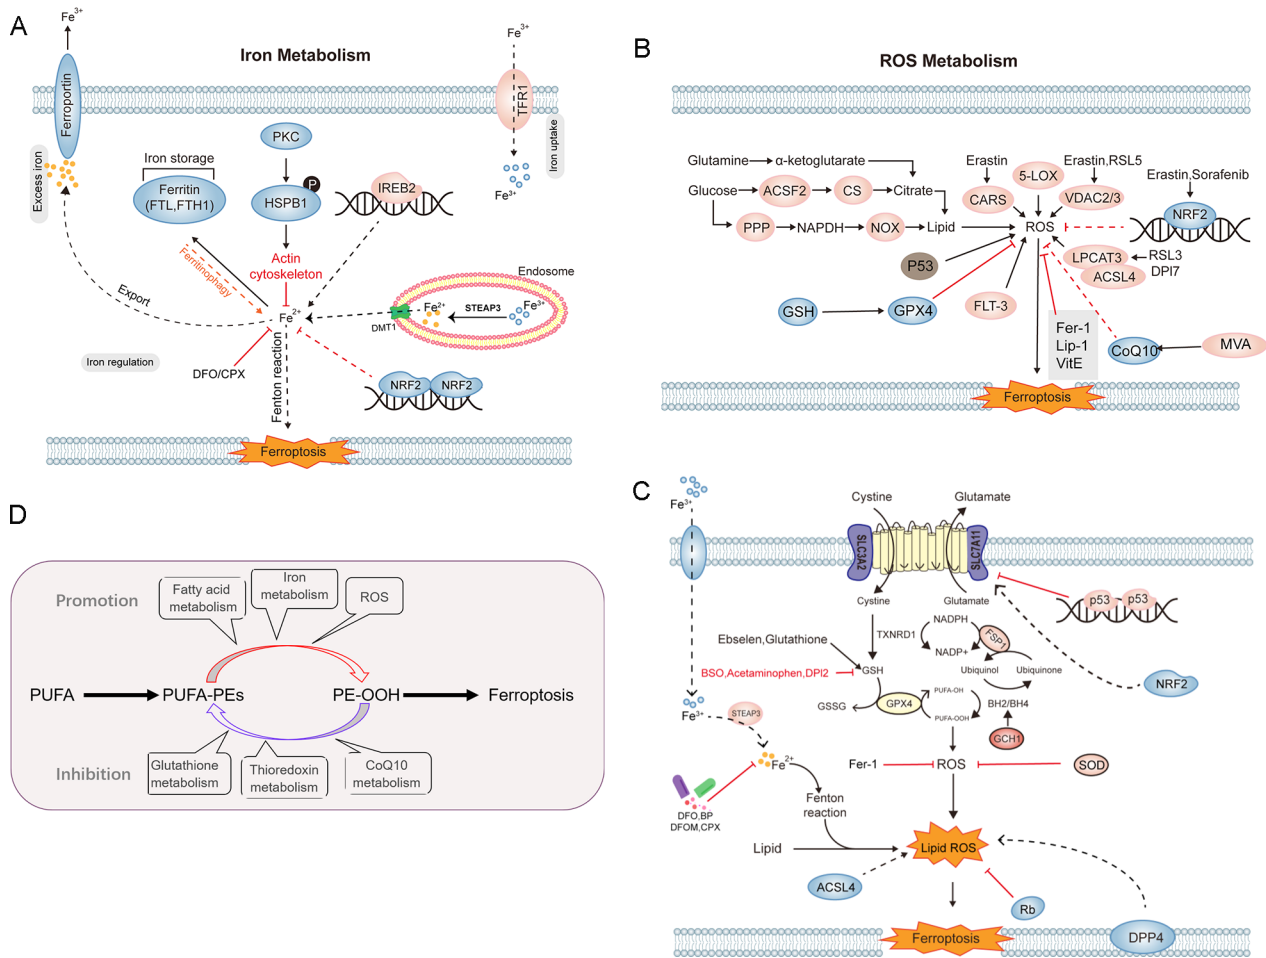 A
Fe3+
Iron Metabolism
Fe3+
Ferroportin
TFR1
PKC
Iron uptake
Excess iron
Iron storage
Ferritin
(FTL,FTH1)
P
HSPB1
IREB2
Fe3+
Actin
cytoskeleton
Ferritinophagy
Endosome
Export
Fe2+
DMT1
Fe2+
STEAP3
Fe3+
Iron regulation
DFO/CPX
Fenton reaction
NRF2
NRF2
Ferroptosis
B
ROS Metabolism
Glutamine
α-ketoglutarate
Erastin
5-LOX
Erastin,RSL5
Erastin,Sorafenib
Glucose
ACSF2
CS
Citrate
CARS
VDAC2/3
NRF2
PPP
NAPDH
NOX
Lipid
ROS
P53
LPCAT3
ACSL4
RSL3
DPI7
GSH
GPX4
FLT-3
Fer-1
Lip-1
VitE
CoQ10
MVA
Ferroptosis
C
Fe3+
Cystine
Glutamate
SLC3A2
SLC7A11
Cystine
Glutamate
p53
p53
Ebselen,Glutathione
TXNRD1
NADPH
NADP+
FSP1
BSO,Acetaminophen,DPI2
GSH
Ubiquinol
Ubiquinone
NRF2
GSSG
GPX4
PUFA-OH
PUFA-OOH
BH2/BH4
GCH1
Fe3+
STEAP3
Fe2+
Fer-1
ROS
SOD
DFO,BP
DFOM,CPX
Fenton
reaction
Lipid
Lipid ROS
ACSL4
Rb
Ferroptosis
DPP4
D
Promotion
Fatty acid
metabolism
Iron
metabolism
ROS
PUFA
PUFA-PEs
PE-OOH
Ferroptosis
Inhibition
Glutathione
metabolism
Thioredoxin
metabolism
CoQ10
metabolism